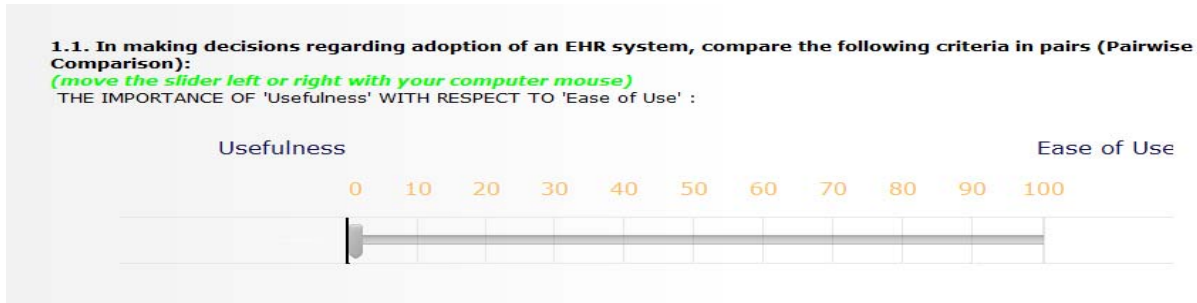 1.1. In making decisions regarding adoption of an EHR system, compare the following criteria in pairs (Pairwise
Comparison):
(move the slider left or right with your computer mouse)
THE IMPORTANCE OF 'Usefulness' WITH RESPECT TO 'Ease of Use' :
Usefulness Ease of Use
0 10 20 30 40 50 60 70 80 90 100